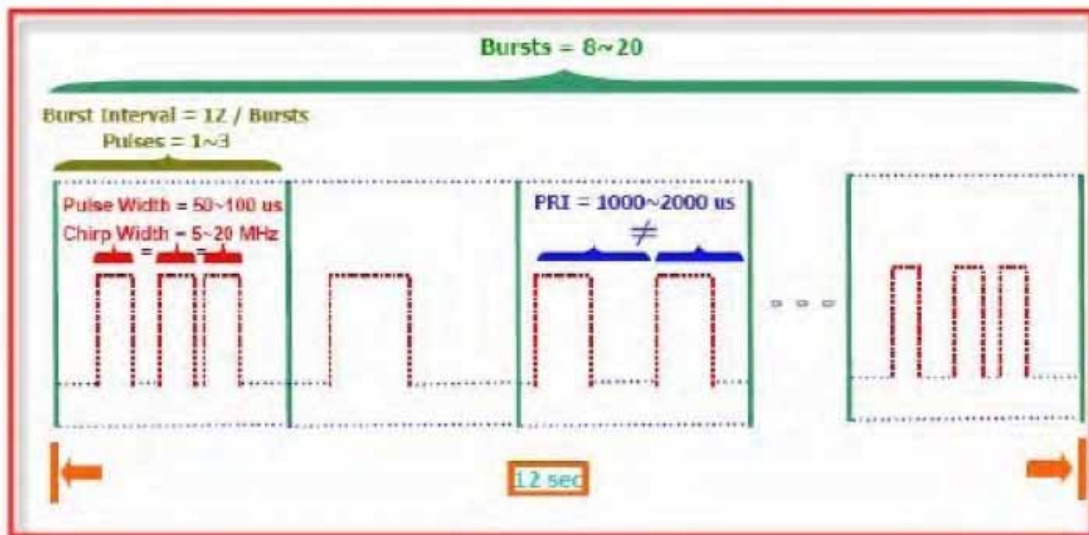 Bursts = 8~20
Burst Interval = 12 / Bursts
Pulses = 1~3
Pulse Width = 50~100 us
Chirp Width = 5~20 MHz
= =
PRI = 1000~2000 us
≠
12 sec